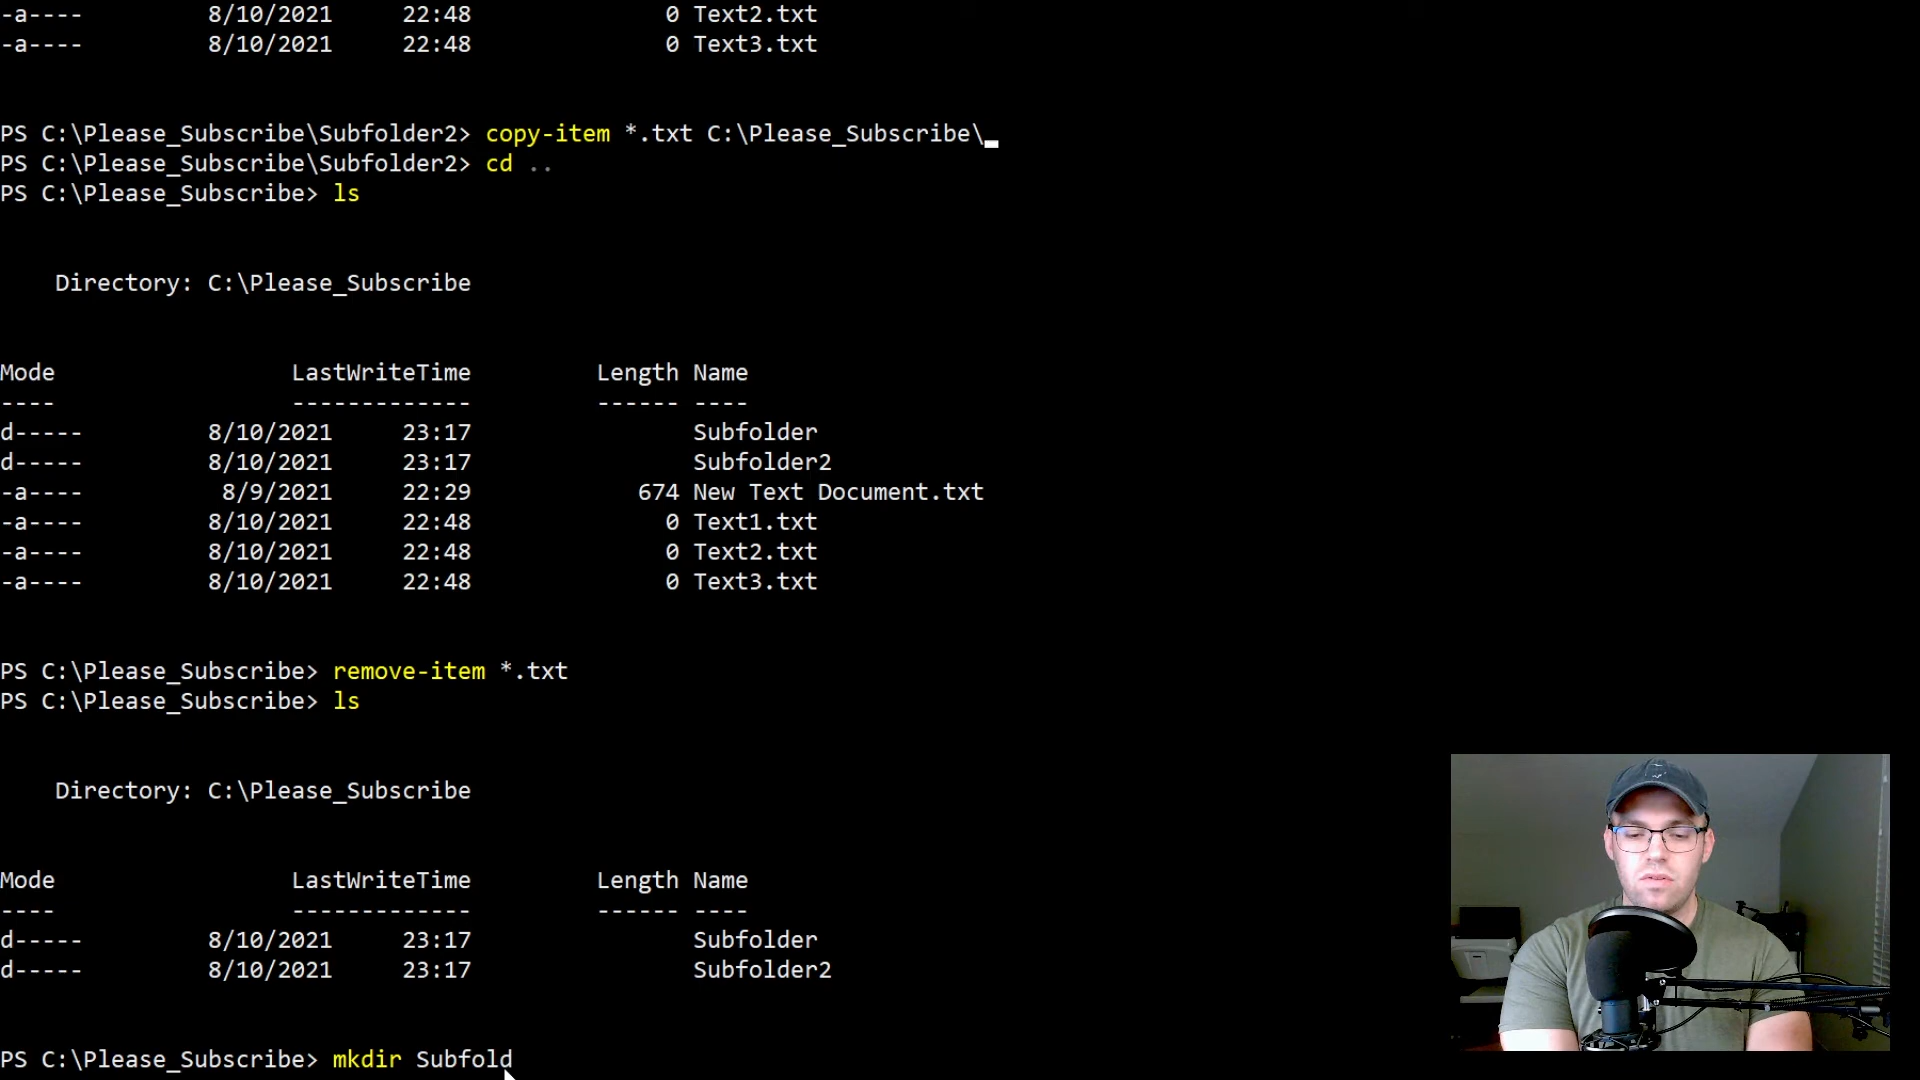 -a---- 8/10/2021 22:48 0 Text2.txt
-a---- 8/10/2021 22:48 0 Text3.txt
PS C:\Please_Subscribe\Subfolder2> copy-item *.txt C:\Please_Subscribe\_
PS C:\Please_Subscribe\Subfolder2> cd ..
PS C:\Please_Subscribe> ls
Directory: C:\Please_Subscribe
Mode LastWriteTime Length Name
---- ------------- ------ ----
d----- 8/10/2021 23:17 Subfolder
d----- 8/10/2021 23:17 Subfolder2
-a---- 8/9/2021 22:29 674 New Text Document.txt
-a---- 8/10/2021 22:48 0 Text1.txt
-a---- 8/10/2021 22:48 0 Text2.txt
-a---- 8/10/2021 22:48 0 Text3.txt
PS C:\Please_Subscribe> remove-item *.txt
PS C:\Please_Subscribe> ls
Directory: C:\Please_Subscribe
Mode LastWriteTime Length Name
---- ------------- ------ ----
d----- 8/10/2021 23:17 Subfolder
d----- 8/10/2021 23:17 Subfolder2
PS C:\Please_Subscribe> mkdir Subfold